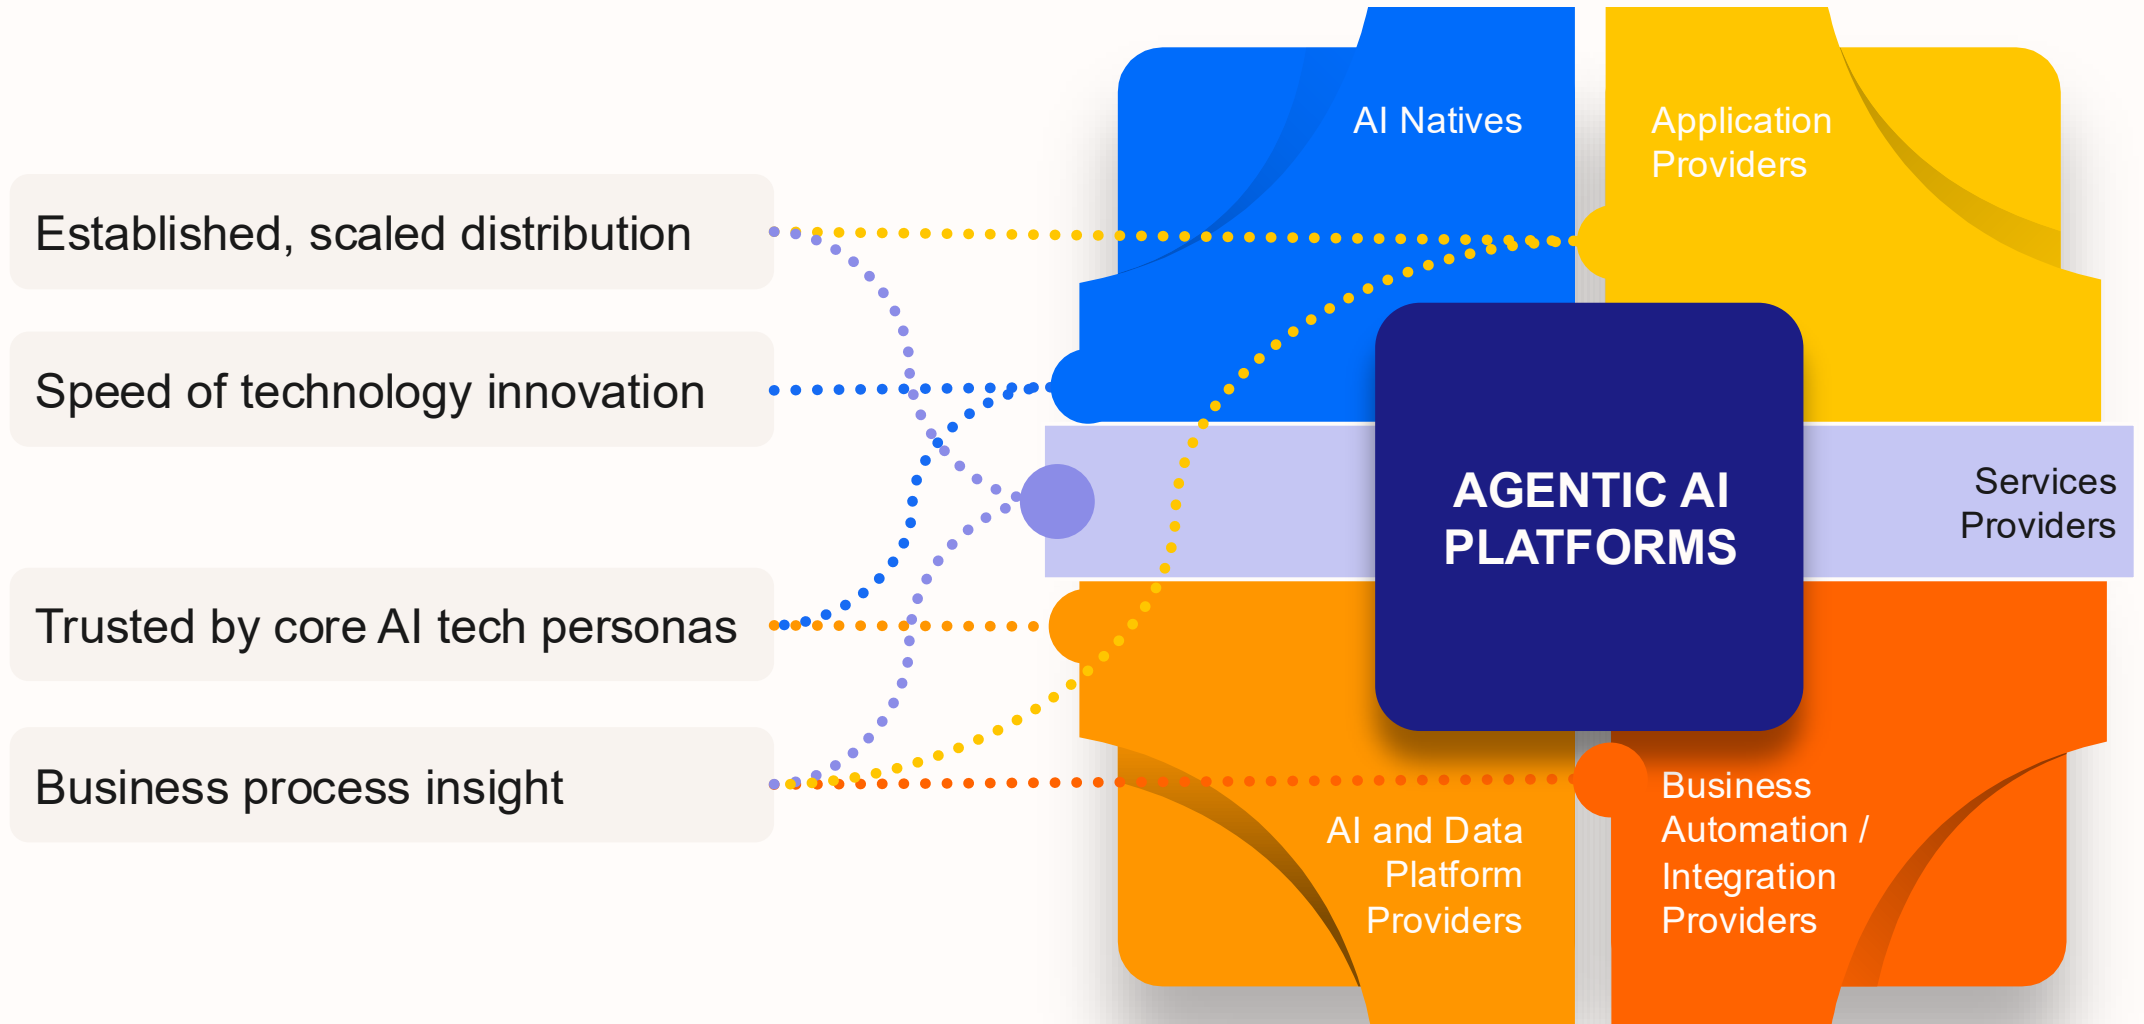 Established, scaled distribution
Speed of technology innovation
Trusted by core AI tech personas
Business process insight
AI Natives
Application
Providers
AGENTIC AI
PLATFORMS
Services
Providers
AI and Data
Platform
Providers
Business
Automation /
Integration
Providers